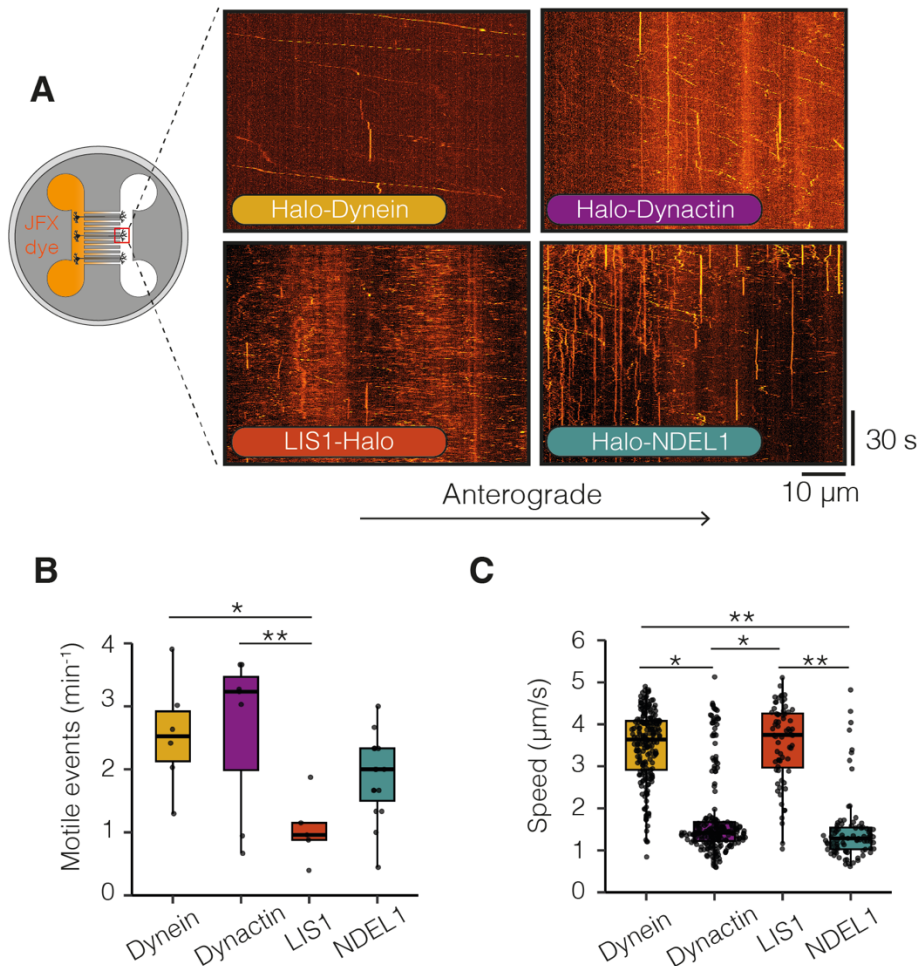 A
JFX
dye
Halo-Dynein
Halo-Dynactin
LIS1-Halo
Halo-NDEL1
30 s
10 µm
Anterograde
B
Motile events (min⁻¹)
4
3
2
1
0
*
**
Dynein
Dynactin
LIS1
NDEL1
C
Speed (µm/s)
6
5
4
3
2
1
0
**
*
*
**
Dynein
Dynactin
LIS1
NDEL1